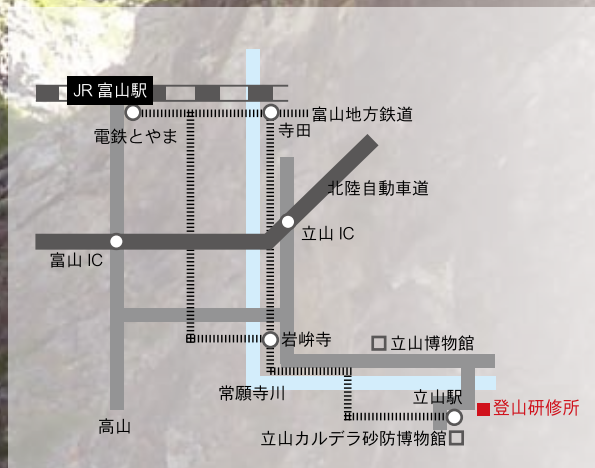 JR 富山駅
富山地方鉄道
電鉄とやま
寺田
北陸自動車道
立山 IC
富山 IC
岩峅寺
立山博物館
常願寺川
立山駅
登山研修所
高山
立山カルデラ砂防博物館